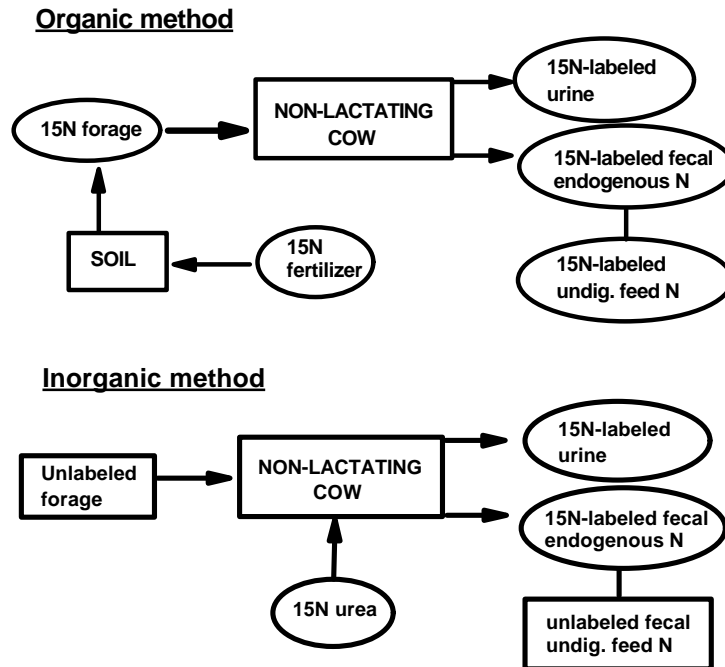 Organic method
15N-labeled
urine
NON-LACTATING
COW
15N forage
15N-labeled fecal
endogenous N
SOIL
15N
fertilizer
15N-labeled
undig. feed N
Inorganic method
15N-labeled
urine
Unlabeled
forage
NON-LACTATING
COW
15N-labeled fecal
endogenous N
15N urea
unlabeled fecal
undig. feed N